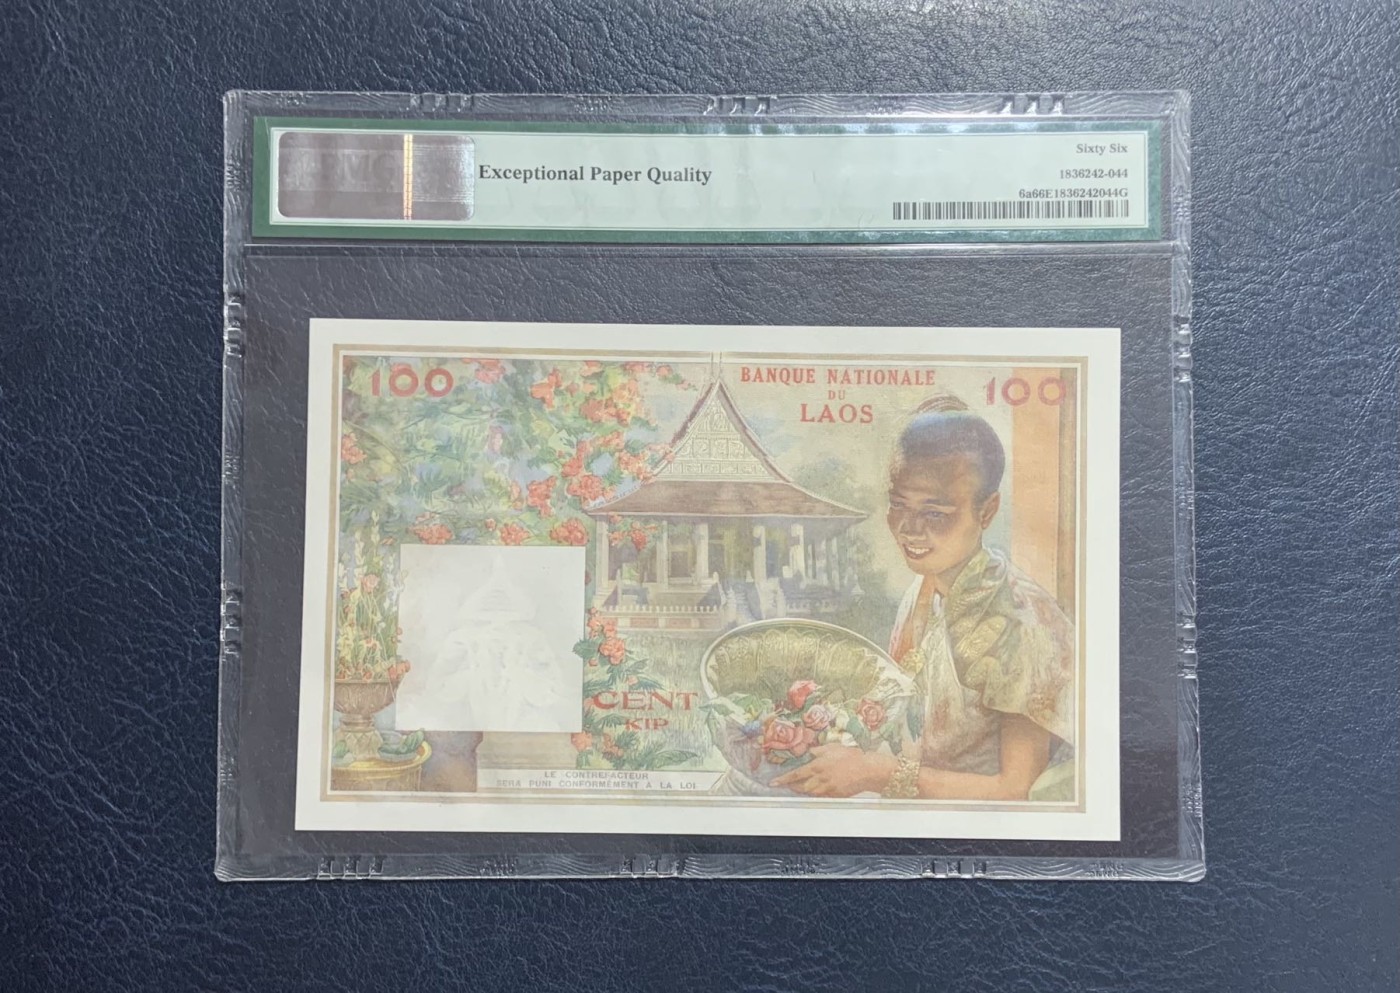 PMG
Exceptional Paper Quality
Sixty Six
1836242-044
6a66E1836242044G
100
BANQUE NATIONALE
DU
LAOS
100
CENT
KIP
LE CONTREFACTEUR
SERA PUNI CONFORMÉMENT A LA LOI